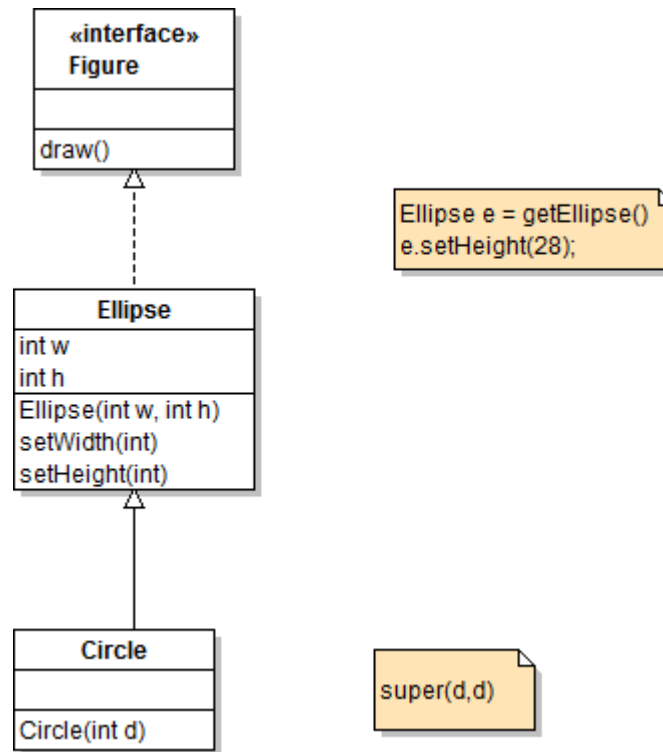 «interface»
Figure
draw()
Ellipse e = getEllipse()
e.setHeight(28);
Ellipse
int w
int h
Ellipse(int w, int h)
setWidth(int)
setHeight(int)
Circle
Circle(int d)
super(d,d)